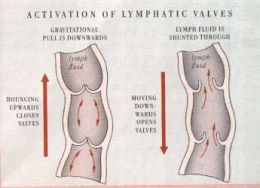 ACTIVATION OF LYMPHATIC VALVES
GRAVITATIONAL
PULL IS DOWNWARDS
LYMPH FLUID IS
SHUNTED THROUGH
lymph
fluid
lymph
fluid
BOUNCING
UPWARDS
CLOSES
VALVES
MOVING
DOWN-
WARDS
OPENS
VALVES